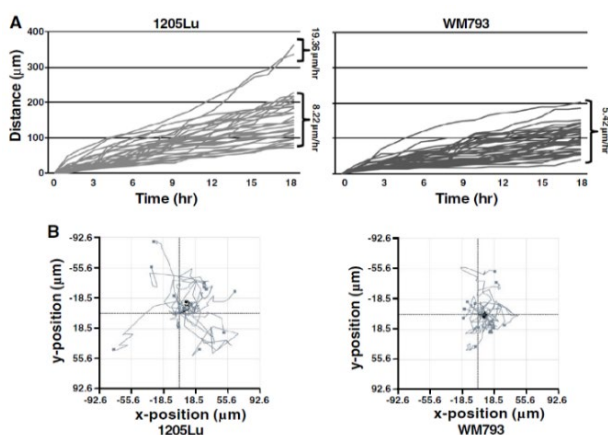 A
1205Lu
WM793
Distance (µm)
400
300
200
100
0
0 3 6 9 12 15 18
Time (hr)
19.36 µm/hr
8.22 µm/hr
0 3 6 9 12 15 18
Time (hr)
5.42 µm/hr
B
y-position (µm)
-92.6
-55.6
-18.5
18.5
55.6
92.6
-92.6 -55.6 -18.5 18.5 55.6 92.6
x-position (µm)
1205Lu
y-position (µm)
-92.6
-55.6
-18.5
18.5
55.6
92.6
-92.6 -55.6 -18.5 18.5 55.6 92.6
x-position (µm)
WM793